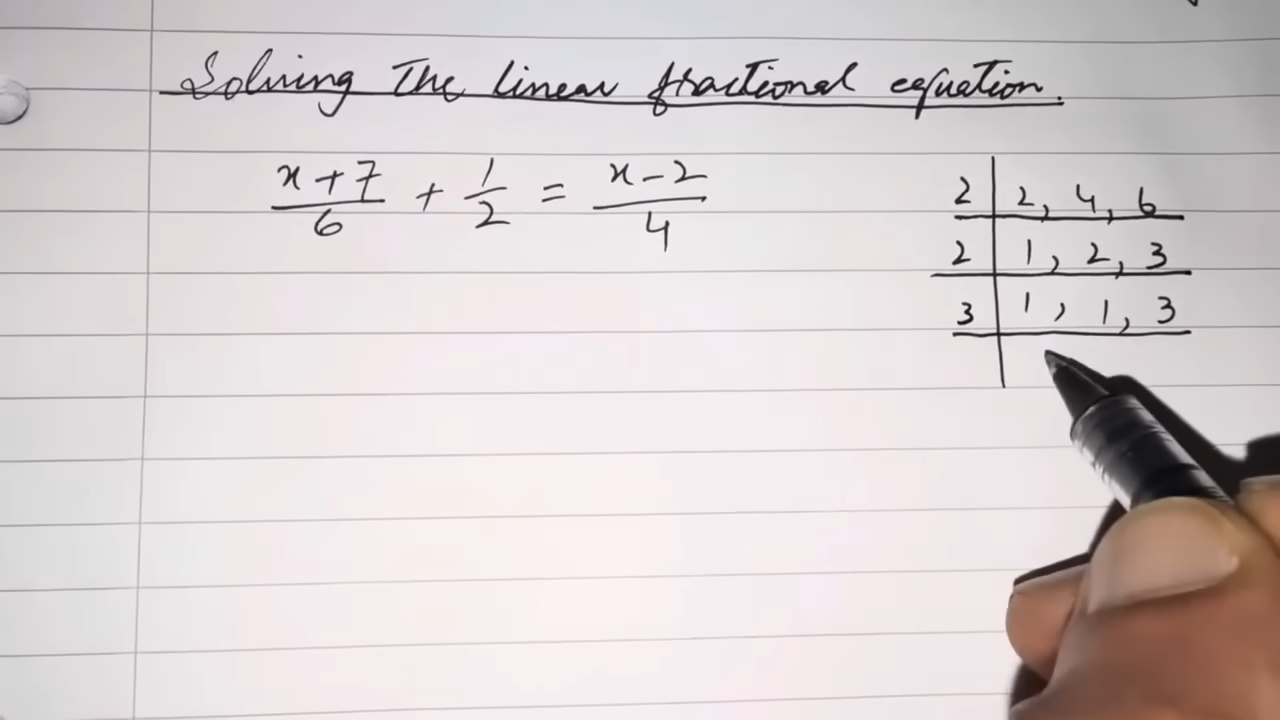 Solving The linear fractional equation.
x+7/6 + 1/2 = x-2/4
2 | 2, 4, 6
2 | 1, 2, 3
3 | 1, 1, 3